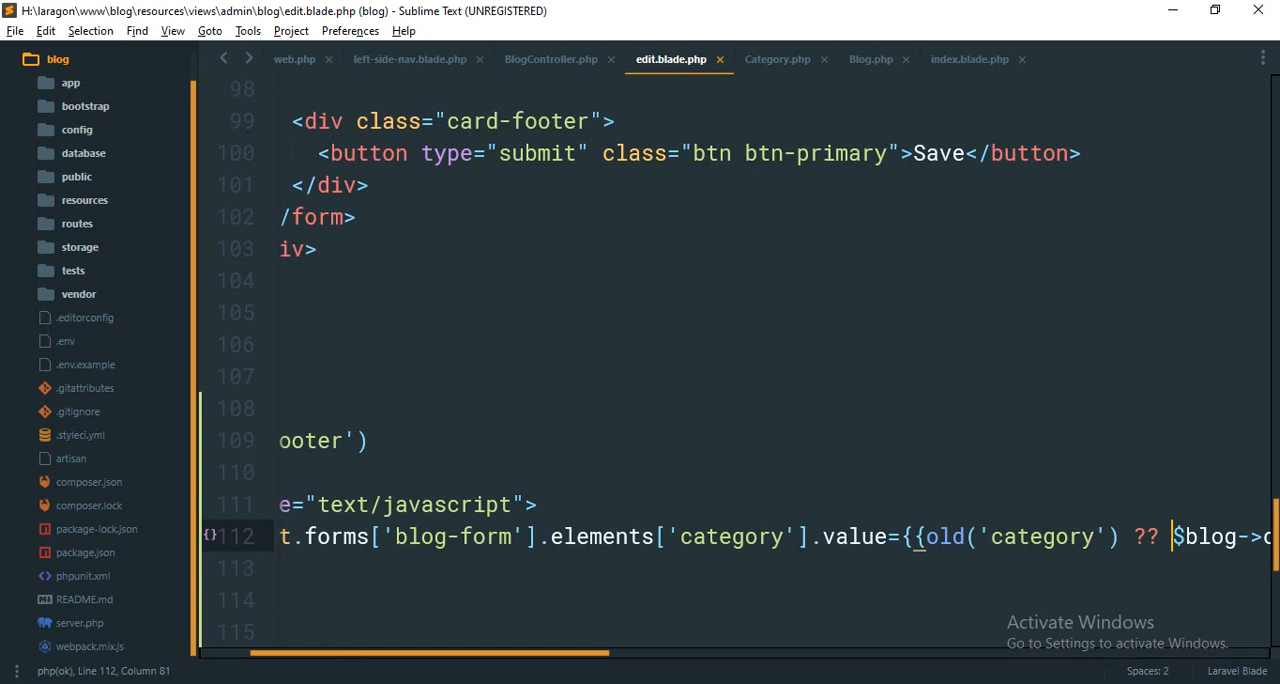 H:\laragon\www\blog\resources\views\admin\blog\edit.blade.php (blog) - Sublime Text (UNREGISTERED)
File Edit Selection Find View Goto Tools Project Preferences Help
blog
app
bootstrap
config
database
public
resources
routes
storage
tests
vendor
.editorconfig
.env
.env.example
.gitattributes
.gitignore
.styleci.yml
artisan
composer.json
composer.lock
package-lock.json
package.json
phpunit.xml
README.md
server.php
webpack.mix.js
web.php left-side-nav.blade.php BlogController.php edit.blade.php Category.php Blog.php index.blade.php
98
99 <div class="card-footer">
100 <button type="submit" class="btn btn-primary">Save</button>
101 </div>
102 /form>
103 iv>
104
105
106
107
108
109 ooter')
110
111 e="text/javascript">
{}112 t.forms['blog-form'].elements['category'].value={{old('category') ?? $blog->c
113
114
115
Activate Windows
Go to Settings to activate Windows.
php(ok), Line 112, Column 81 Spaces: 2 Laravel Blade